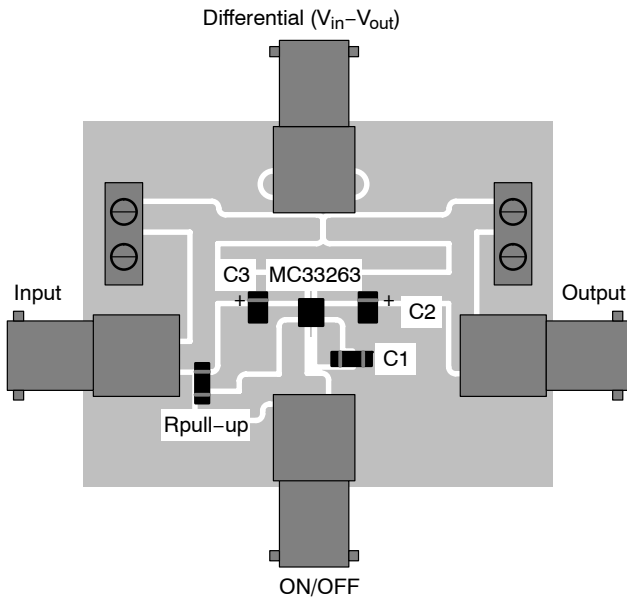 Differential (Vin−Vout)
C3 MC33263
Input
Output
+
+
C2
C1
Rpull−up
ON/OFF